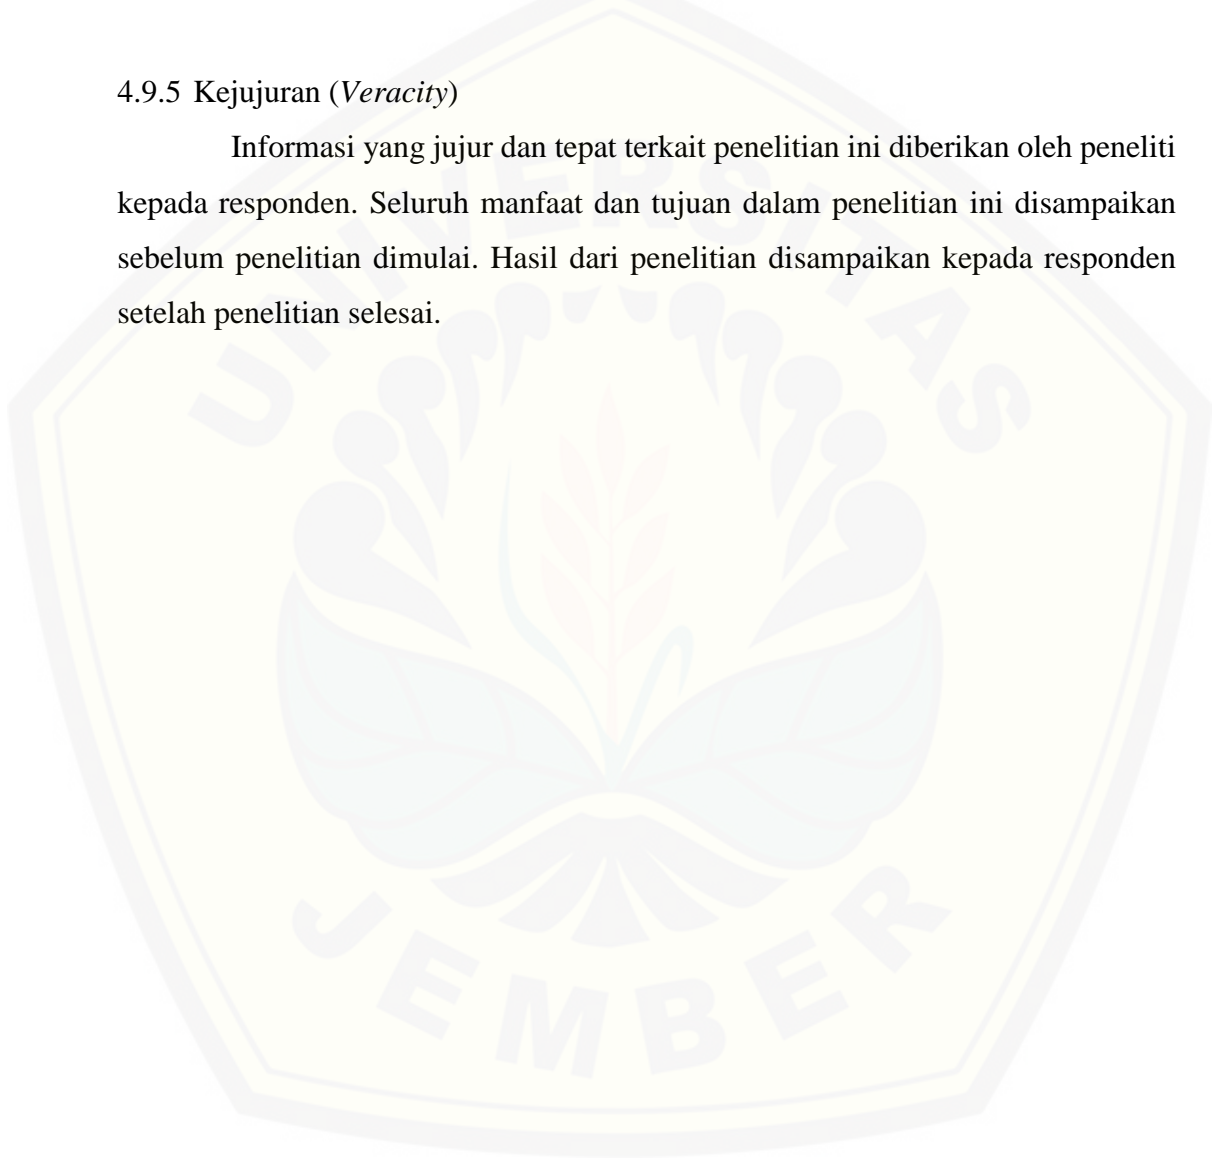 4.9.5 Kejujuran (Veracity)
Informasi yang jujur dan tepat terkait penelitian ini diberikan oleh peneliti
kepada responden. Seluruh manfaat dan tujuan dalam penelitian ini disampaikan
sebelum penelitian dimulai. Hasil dari penelitian disampaikan kepada responden
setelah penelitian selesai.
UNIVERSITAS
JEMBER